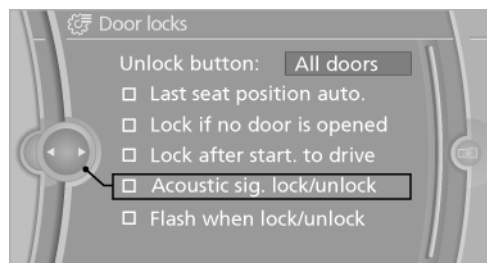 Door locks
Unlock button: All doors
Last seat position auto.
Lock if no door is opened
Lock after start. to drive
Acoustic sig. lock/unlock
Flash when lock/unlock